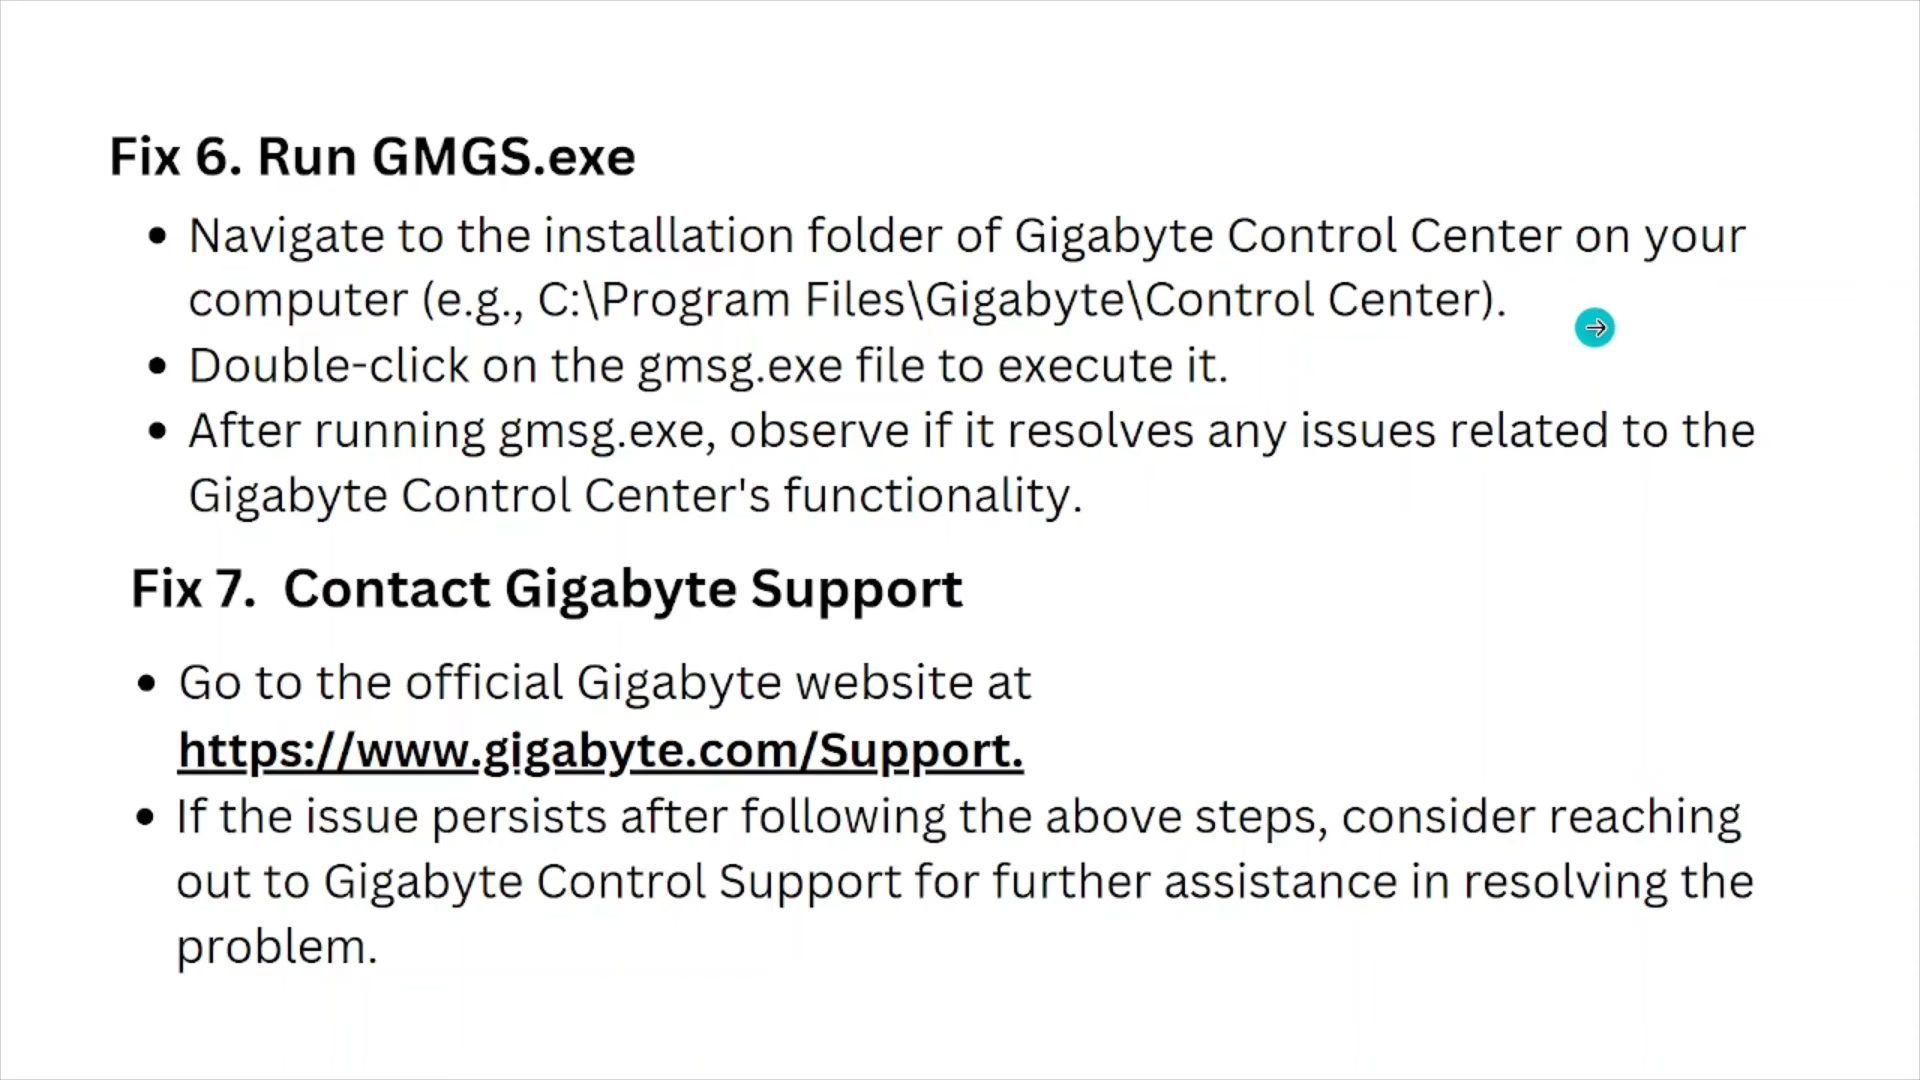 Fix 6. Run GMGS.exe
• Navigate to the installation folder of Gigabyte Control Center on your
computer (e.g., C:\Program Files\Gigabyte\Control Center).
• Double-click on the gmsg.exe file to execute it.
• After running gmsg.exe, observe if it resolves any issues related to the
Gigabyte Control Center's functionality.
Fix 7. Contact Gigabyte Support
• Go to the official Gigabyte website at
https://www.gigabyte.com/Support.
• If the issue persists after following the above steps, consider reaching
out to Gigabyte Control Support for further assistance in resolving the
problem.